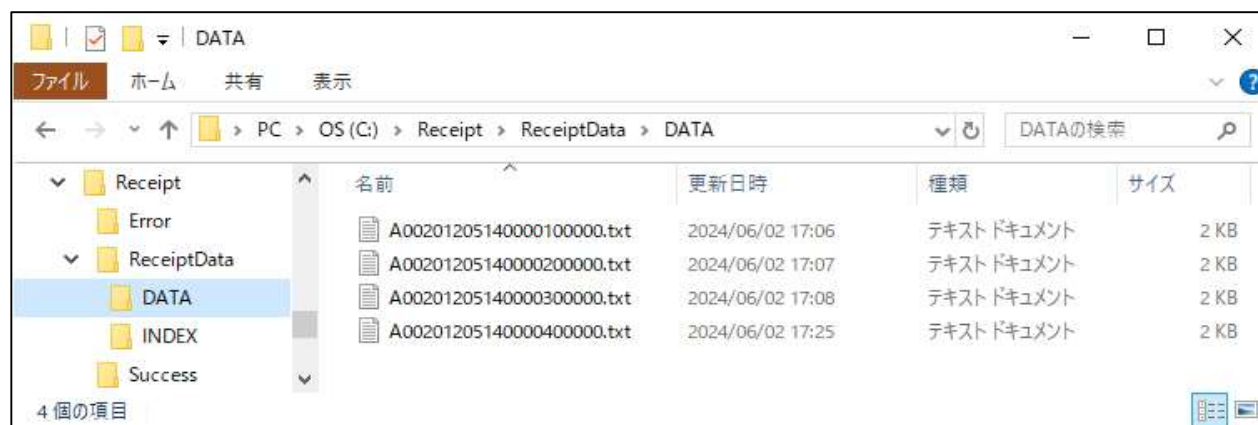 DATA
ファイル ホーム 共有 表示
PC > OS (C:) > Receipt > ReceiptData > DATA DATAの検索
Receipt
Error
ReceiptData
DATA
INDEX
Success
名前 更新日時 種類 サイズ
A00201205140000100000.txt 2024/06/02 17:06 テキスト ドキュメント 2 KB
A00201205140000200000.txt 2024/06/02 17:07 テキスト ドキュメント 2 KB
A00201205140000300000.txt 2024/06/02 17:08 テキスト ドキュメント 2 KB
A00201205140000400000.txt 2024/06/02 17:25 テキスト ドキュメント 2 KB
4 個の項目